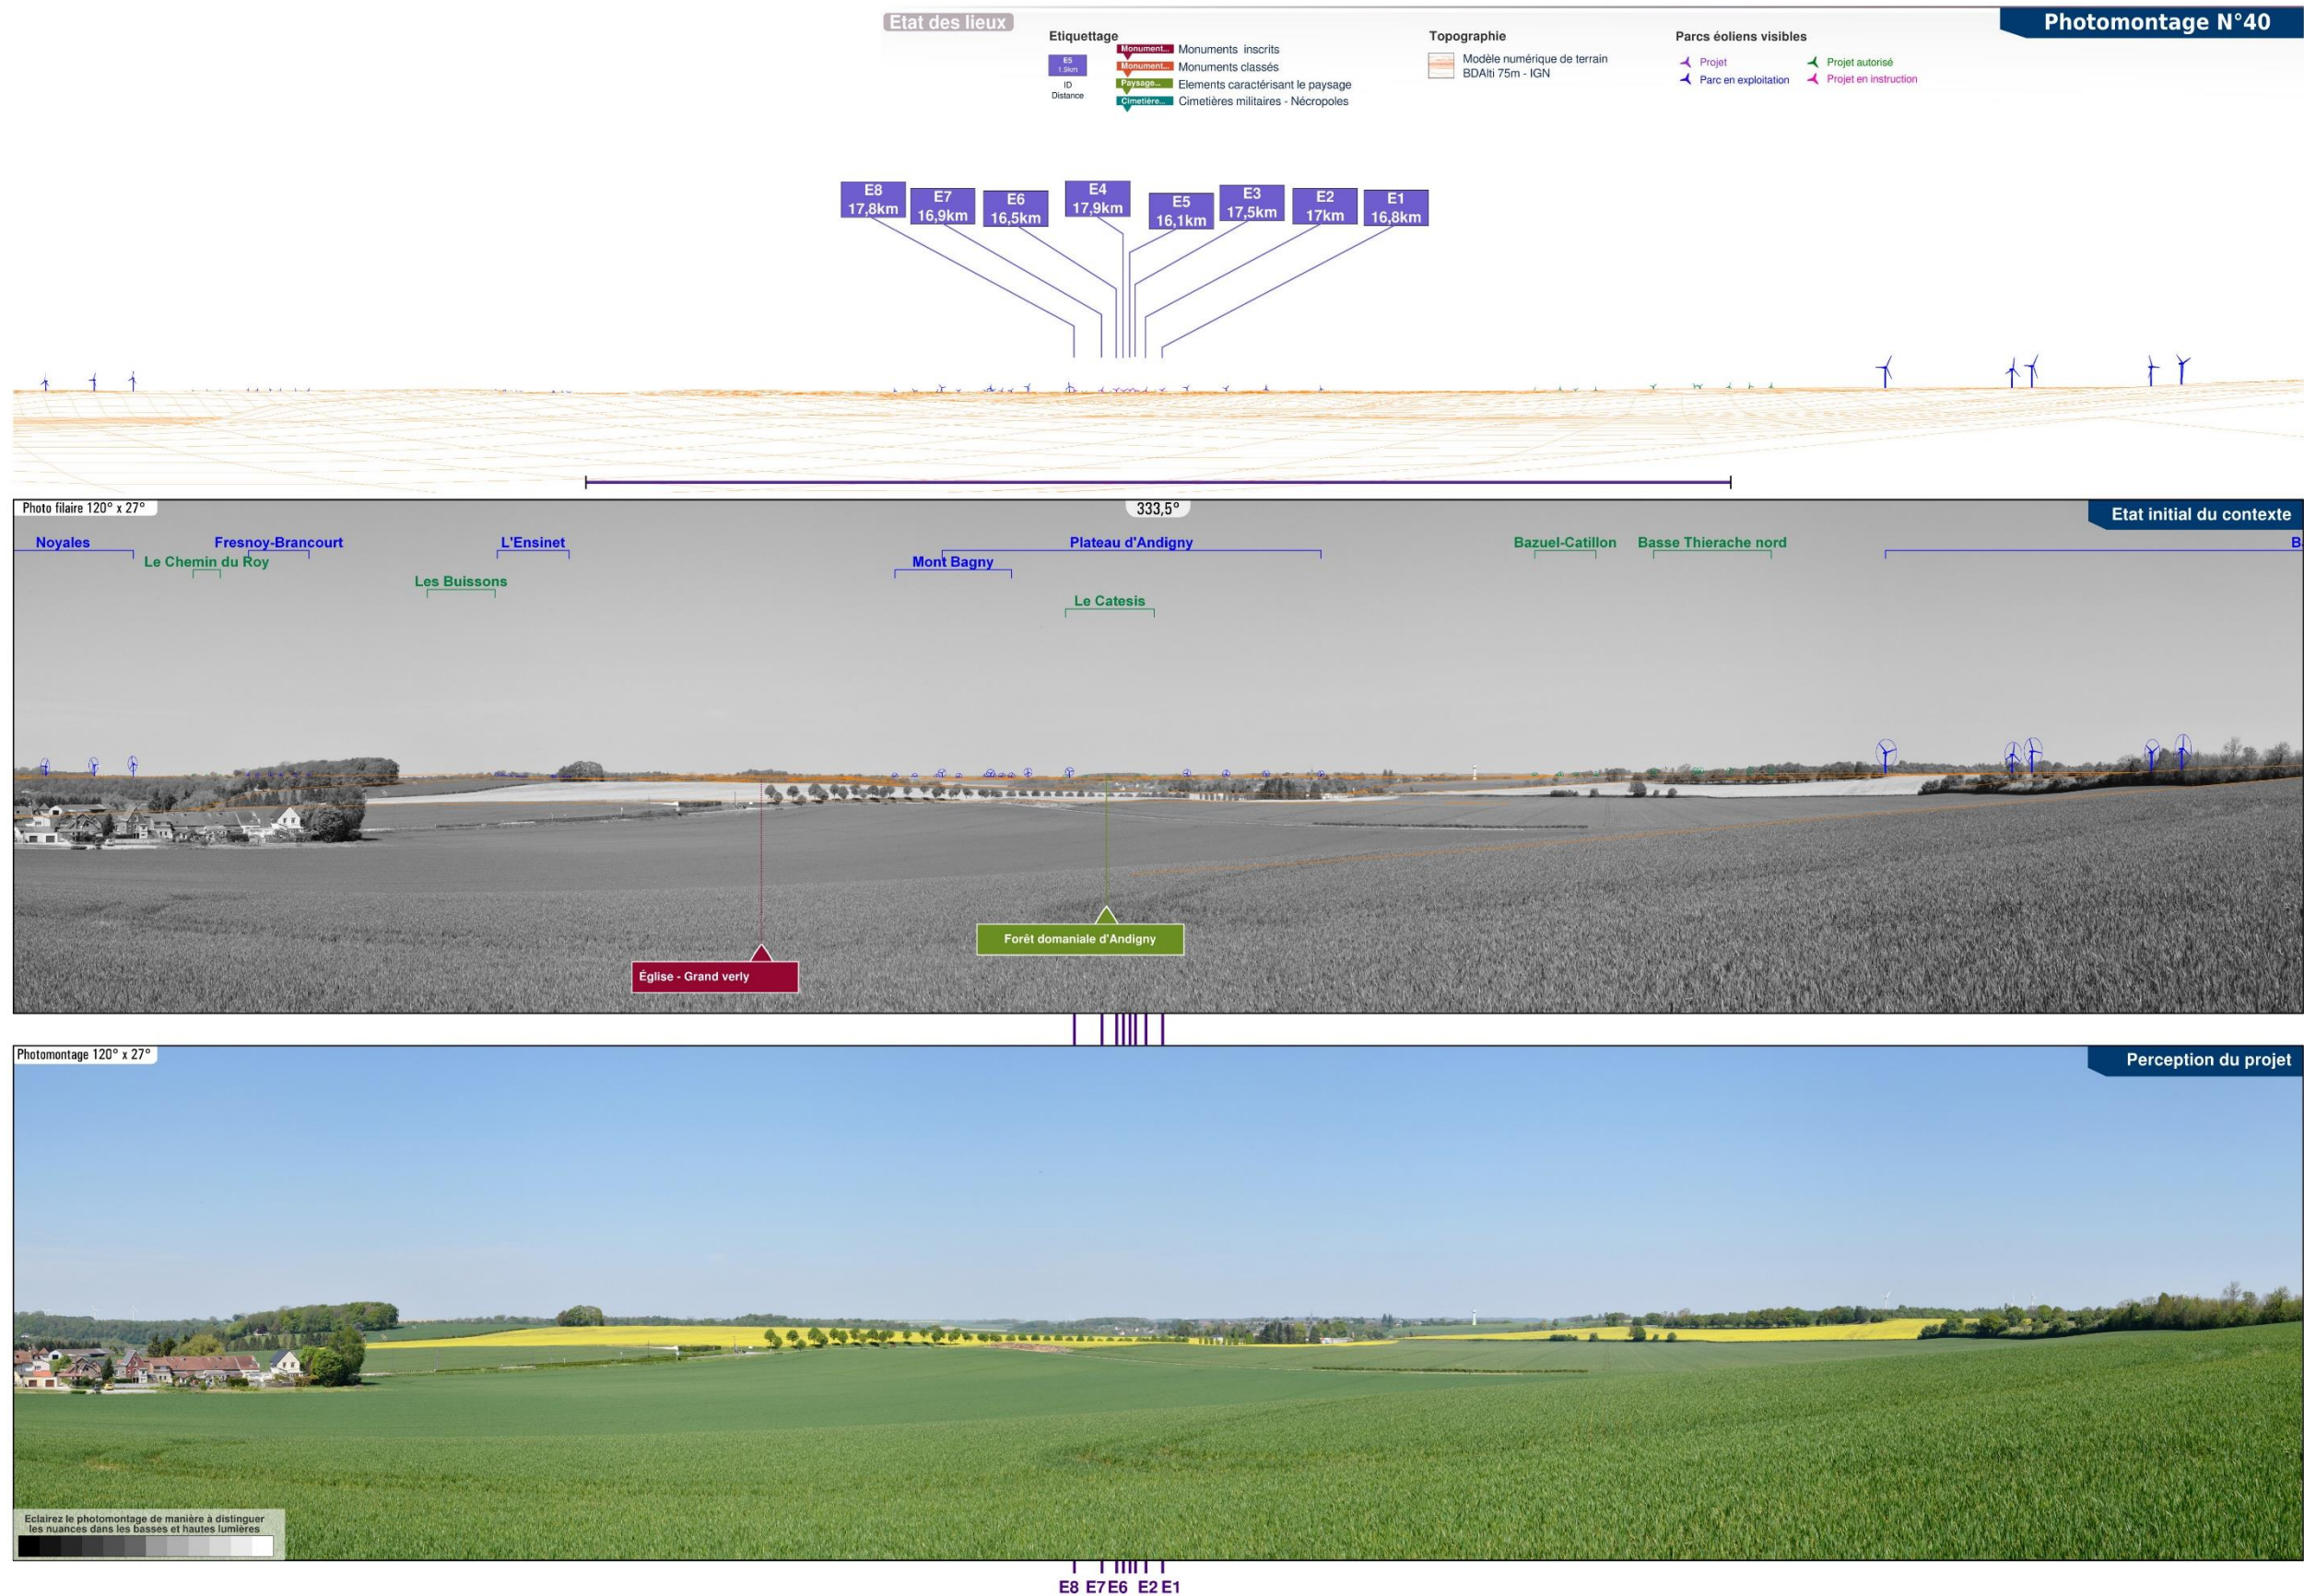 Etat des lieux
Photomontage N°40
Etiquettage
E5
1.9km
ID
Distance
Monument...
Monuments inscrits
Monument...
Monuments classés
Paysage...
Elements caractérisant le paysage
Cimetière...
Cimetières militaires - Nécropoles
Topographie
Modèle numérique de terrain
BDAlti 75m - IGN
Parcs éoliens visibles
Projet
Projet autorisé
Parc en exploitation
Projet en instruction
E8
17,8km
E7
16,9km
E6
16,5km
E4
17,9km
E5
16,1km
E3
17,5km
E2
17km
E1
16,8km
Photo filaire 120° x 27°
333,5°
Etat initial du contexte
Noyales
Fresnoy-Brancourt
L'Ensinet
Plateau d'Andigny
Bazuel-Catillon
Basse Thierache nord
B
Le Chemin du Roy
Mont Bagny
Les Buissons
Le Catesis
Forêt domaniale d'Andigny
Église - Grand verly
Photomontage 120° x 27°
Perception du projet
Eclairez le photomontage de manière à distinguer
les nuances dans les basses et hautes lumières
E8 E7 E6 E2 E1